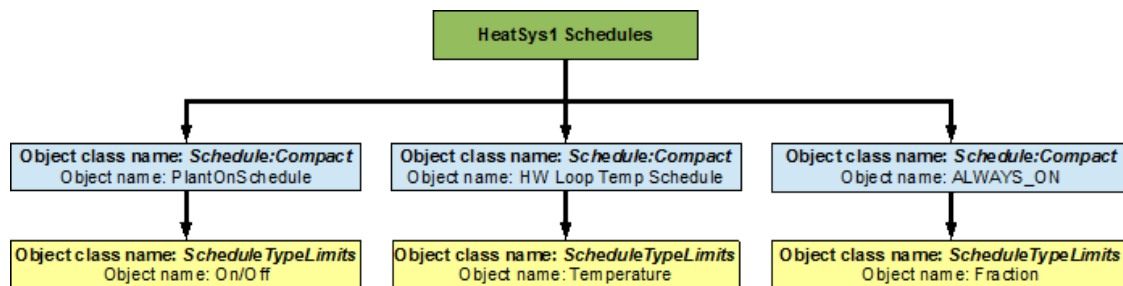 HeatSys1 Schedules
Object class name: Schedule:Compact
Object name: PlantOnSchedule
Object class name: Schedule:Compact
Object name: HW Loop Temp Schedule
Object class name: Schedule:Compact
Object name: ALWAYS_ON
Object class name: ScheduleTypeLimits
Object name: On/Off
Object class name: ScheduleTypeLimits
Object name: Temperature
Object class name: ScheduleTypeLimits
Object name: Fraction